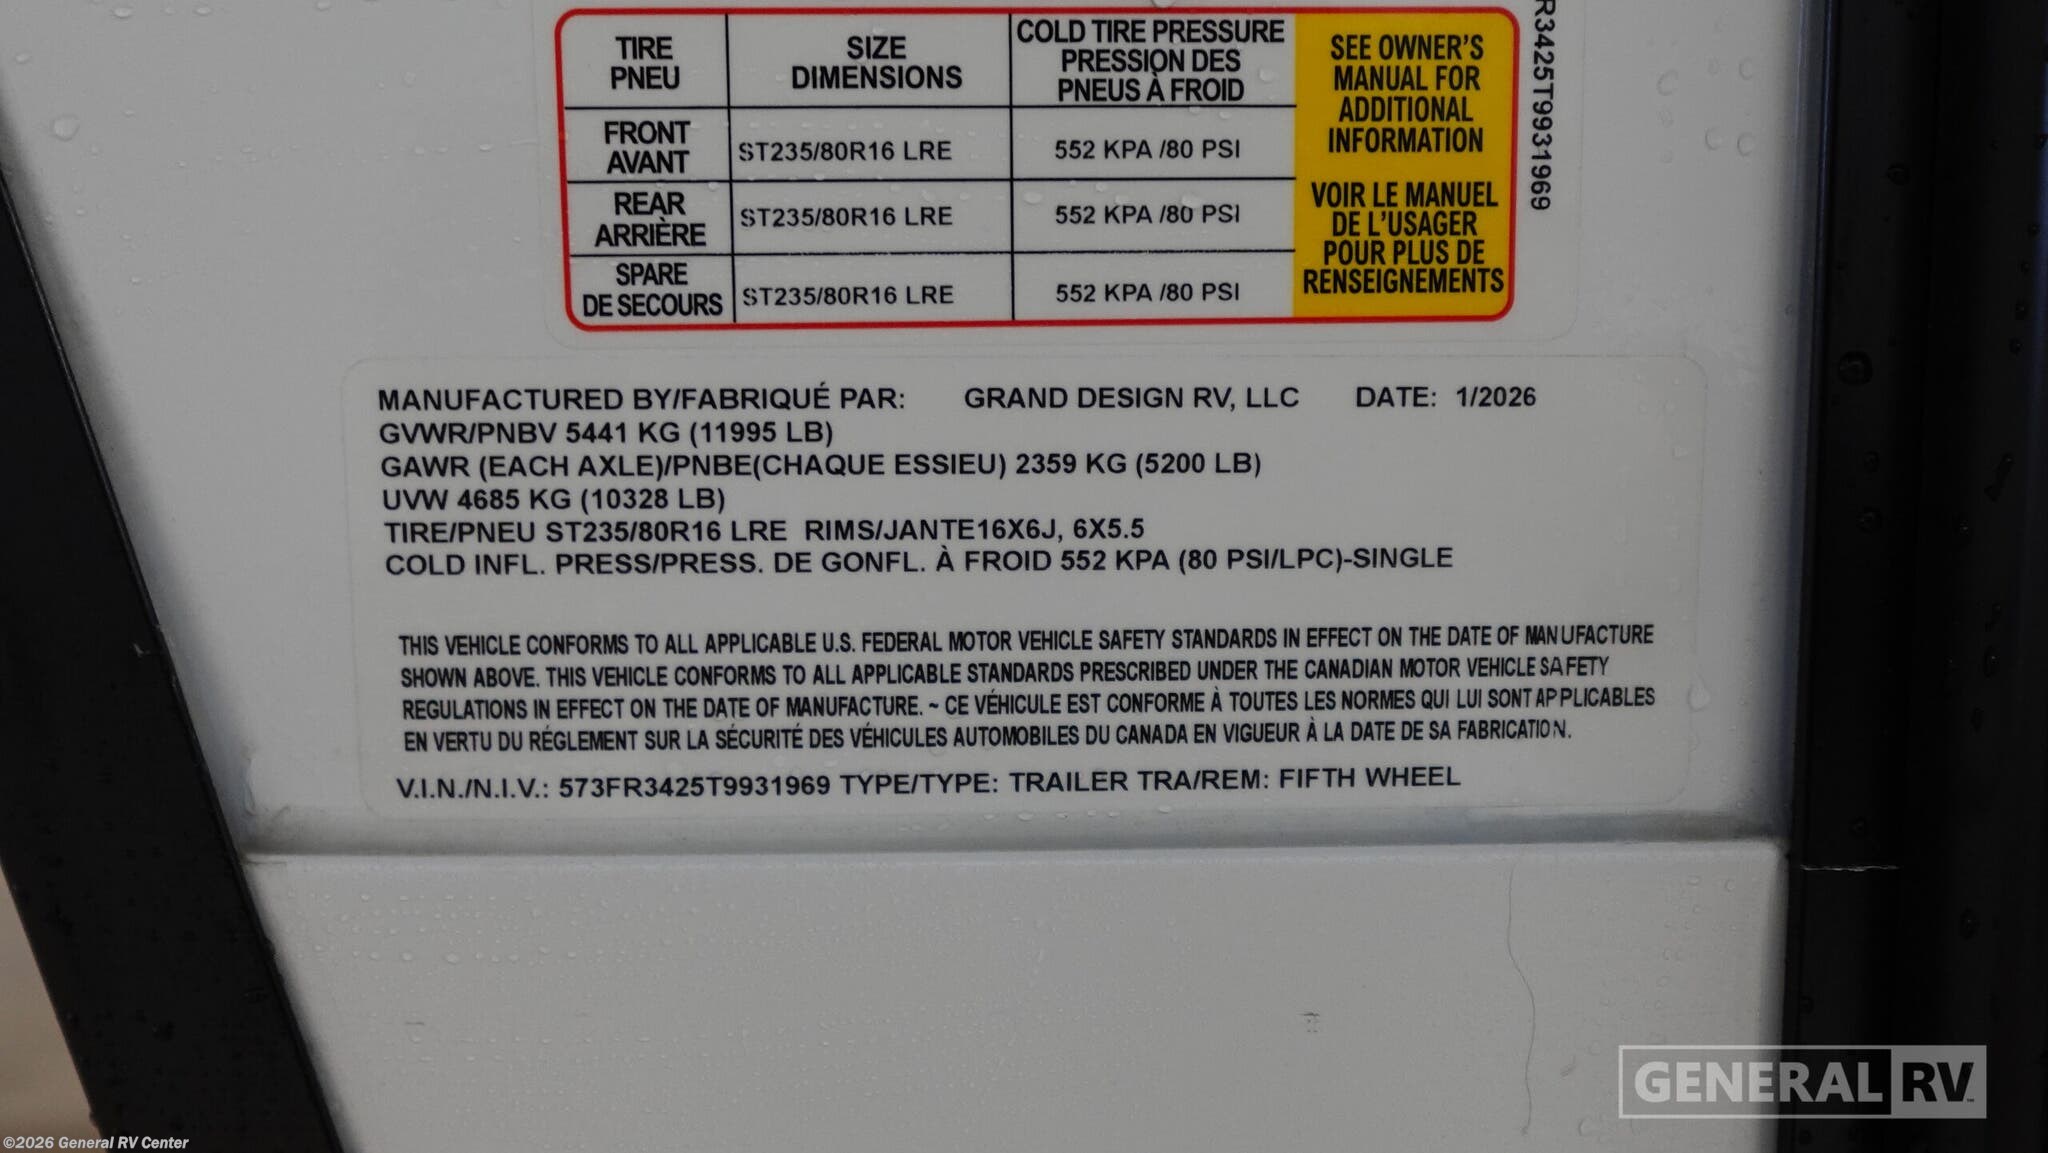 TIRE
PNEU
SIZE
DIMENSIONS
COLD TIRE PRESSURE
PRESSION DES
PNEUS À FROID
FRONT
AVANT
ST235/80R16 LRE
552 KPA /80 PSI
REAR
ARRIÈRE
ST235/80R16 LRE
552 KPA /80 PSI
SPARE
DE SECOURS
ST235/80R16 LRE
552 KPA /80 PSI
SEE OWNER'S
MANUAL FOR
ADDITIONAL
INFORMATION
VOIR LE MANUEL
DE L'USAGER
POUR PLUS DE
RENSEIGNEMENTS
R3425T9931969
MANUFACTURED BY/FABRIQUÉ PAR: GRAND DESIGN RV, LLC DATE: 1/2026
GVWR/PNBV 5441 KG (11995 LB)
GAWR (EACH AXLE)/PNBE(CHAQUE ESSIEU) 2359 KG (5200 LB)
UVW 4685 KG (10328 LB)
TIRE/PNEU ST235/80R16 LRE RIMS/JANTE16X6J, 6X5.5
COLD INFL. PRESS/PRESS. DE GONFL. À FROID 552 KPA (80 PSI/LPC)-SINGLE
THIS VEHICLE CONFORMS TO ALL APPLICABLE U.S. FEDERAL MOTOR VEHICLE SAFETY STANDARDS IN EFFECT ON THE DATE OF MANUFACTURE
SHOWN ABOVE. THIS VEHICLE CONFORMS TO ALL APPLICABLE STANDARDS PRESCRIBED UNDER THE CANADIAN MOTOR VEHICLE SAFETY
REGULATIONS IN EFFECT ON THE DATE OF MANUFACTURE. ~ CE VÉHICULE EST CONFORME À TOUTES LES NORMES QUI LUI SONT APPLICABLES
EN VERTU DU RÉGLEMENT SUR LA SÉCURITÉ DES VÉHICULES AUTOMOBILES DU CANADA EN VIGUEUR À LA DATE DE SA FABRICATION.
V.I.N./N.I.V.: 573FR3425T9931969 TYPE/TYPE: TRAILER TRA/REM: FIFTH WHEEL
GENERAL RV
©2026 General RV Center